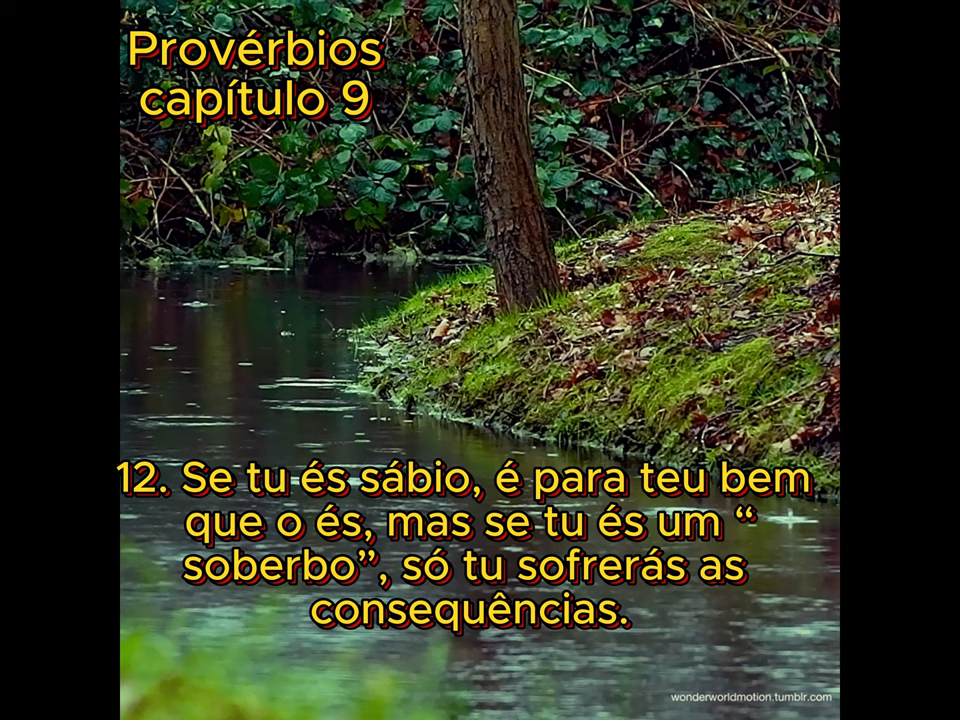 Provérbios
capítulo 9
12. Se tu és sábio, é para teu bem
que o és, mas se tu és um “
soberbo”, só tu sofrerás as
consequências.
wonderworldmotion.tumblr.com